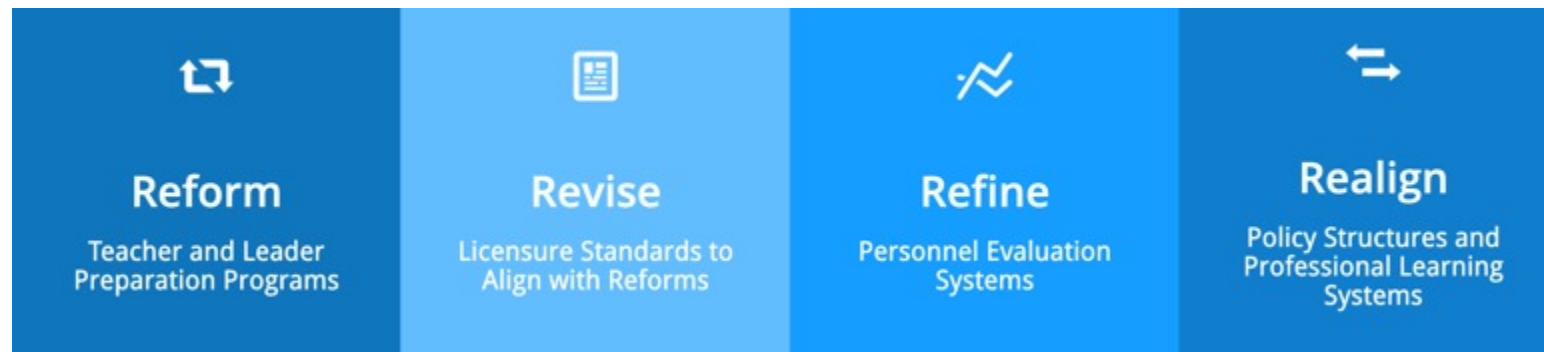 Reform
Teacher and Leader
Preparation Programs
Revise
Licensure Standards to
Align with Reforms
Refine
Personnel Evaluation
Systems
Realign
Policy Structures and
Professional Learning
Systems